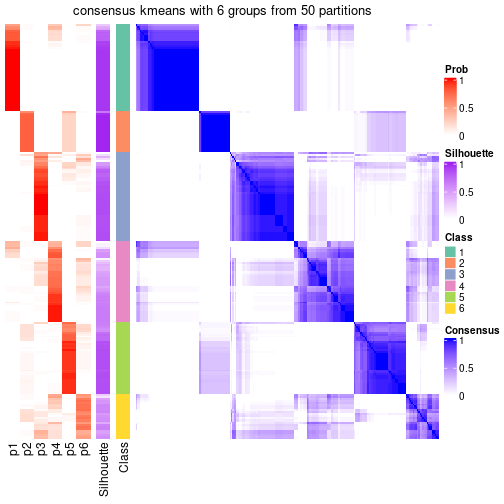 consensus kmeans with 6 groups from 50 partitions
Prob
1
0.5
0
Silhouette
1
0.5
0
Class
1
2
3
4
5
6
Consensus
1
0.5
0
p1
p2
p3
p4
p5
p6
Silhouette
Class